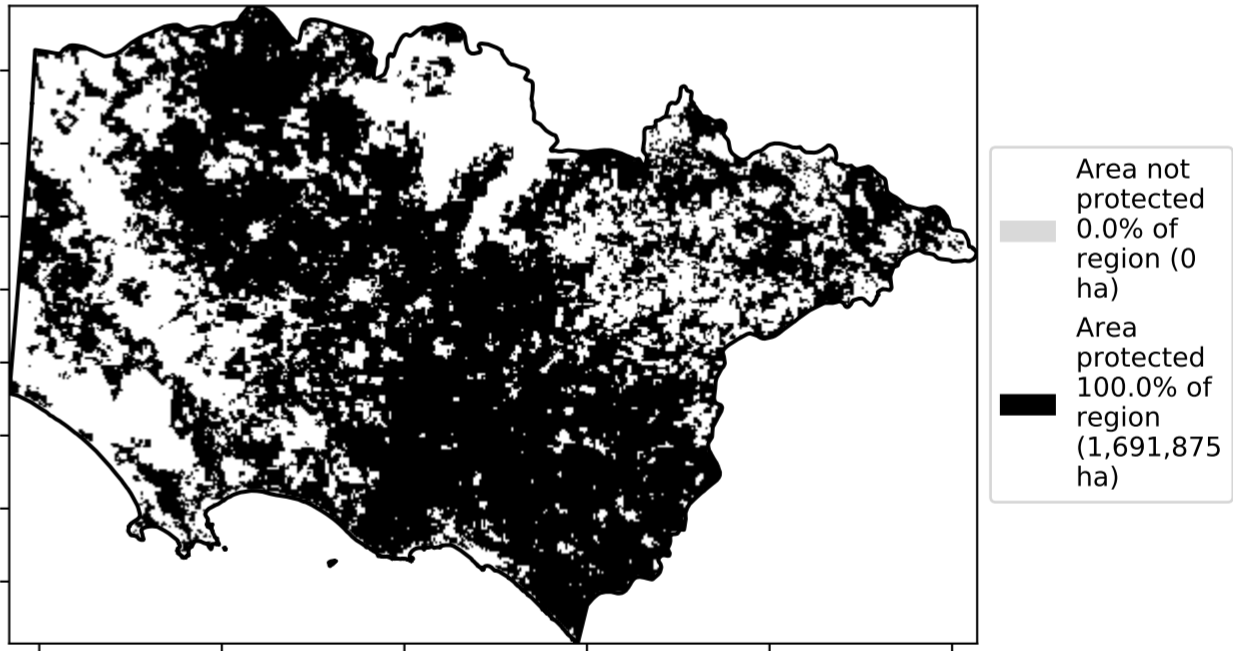 Area not
protected
0.0% of
region (0
ha)
Area
protected
100.0% of
region
(1,691,875
ha)